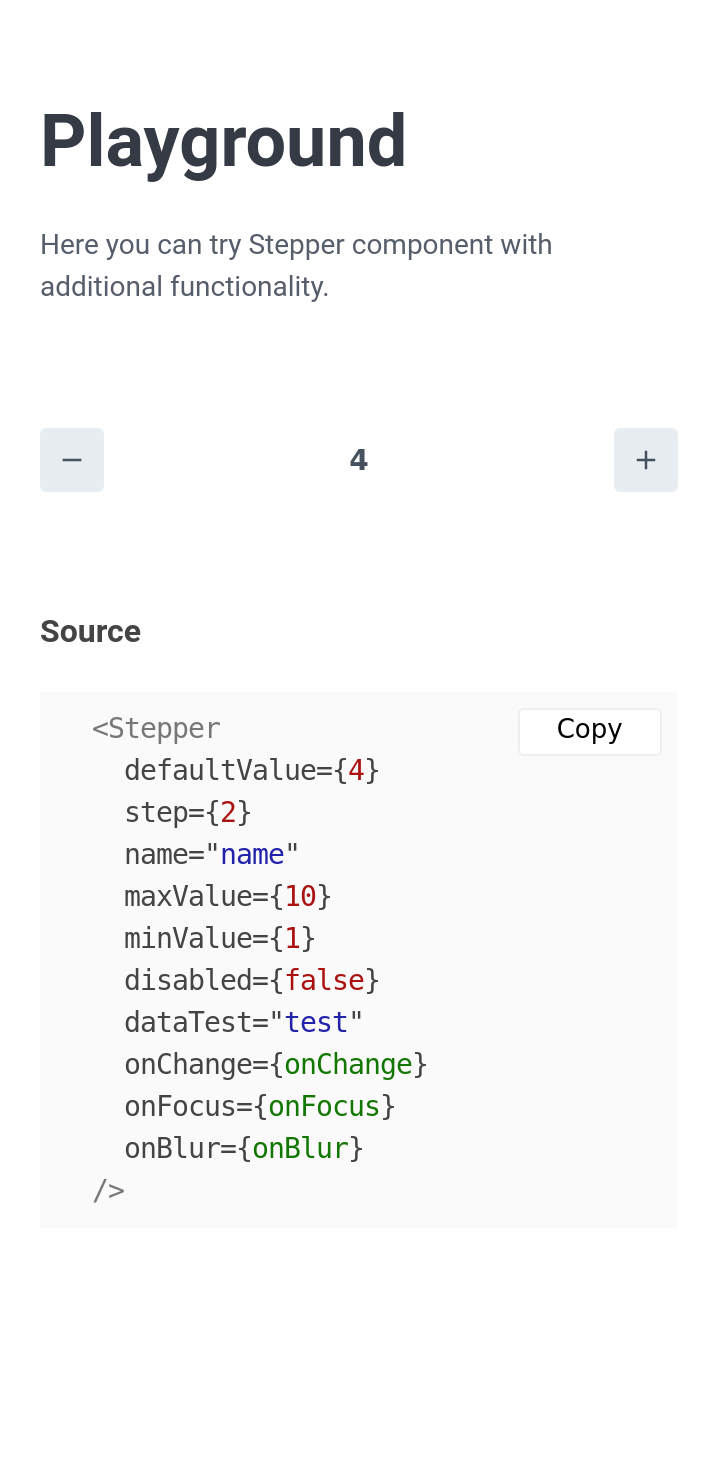 Playground
Here you can try Stepper component with
additional functionality.
− 4 +
Source
Copy
<Stepper
  defaultValue={4}
  step={2}
  name="name"
  maxValue={10}
  minValue={1}
  disabled={false}
  dataTest="test"
  onChange={onChange}
  onFocus={onFocus}
  onBlur={onBlur}
/>